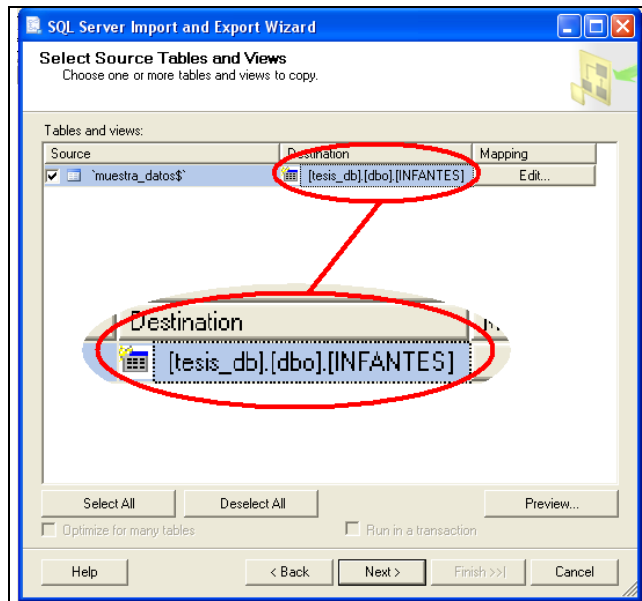 SQL Server Import and Export Wizard
Select Source Tables and Views
Choose one or more tables and views to copy.
Tables and views:
Source Destination Mapping
`muestra_datos$` [tesis_db].[dbo].[INFANTES] Edit...
Destination
[tesis_db].[dbo].[INFANTES]
Select All Deselect All Preview...
Optimize for many tables Run in a transaction
Help < Back Next > Finish >>| Cancel